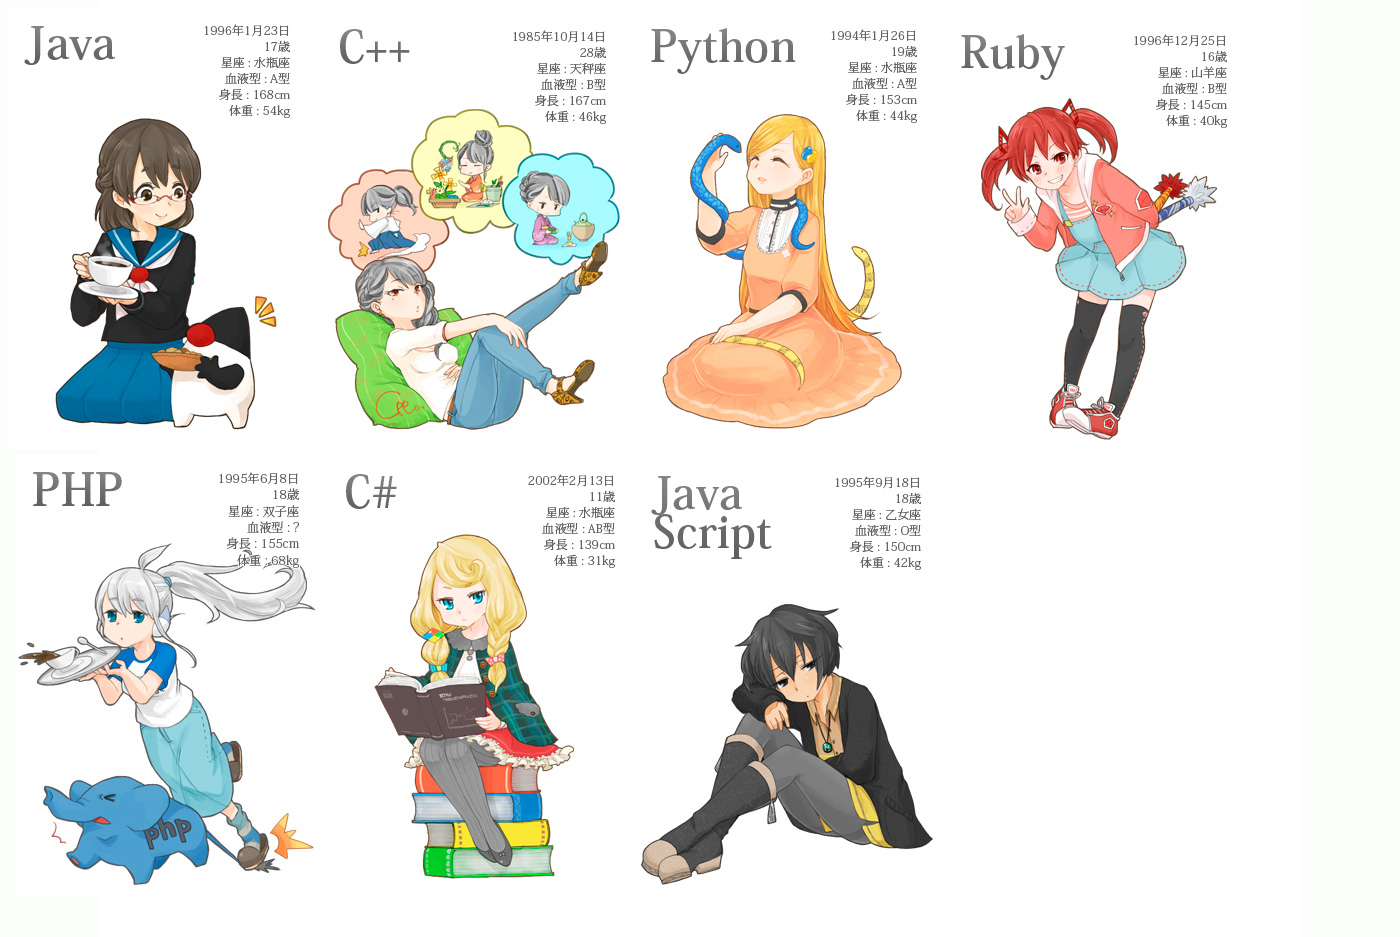 Java
1996年1月23日
17歳
星座 : 水瓶座
血液型 : A型
身長 : 168cm
体重 : 54kg
C++
1985年10月14日
28歳
星座 : 天秤座
血液型 : B型
身長 : 167cm
体重 : 46kg
Python
1994年1月26日
19歳
星座 : 水瓶座
血液型 : A型
身長 : 153cm
体重 : 44kg
Ruby
1996年12月25日
16歳
星座 : 山羊座
血液型 : B型
身長 : 145cm
体重 : 40kg
PHP
1995年6月8日
18歳
星座 : 双子座
血液型 : ?
身長 : 155cm
体重 : 68kg
php
C#
2002年2月13日
11歳
星座 : 水瓶座
血液型 : AB型
身長 : 139cm
体重 : 31kg
Java
Script
1995年9月18日
18歳
星座 : 乙女座
血液型 : O型
身長 : 150cm
体重 : 42kg